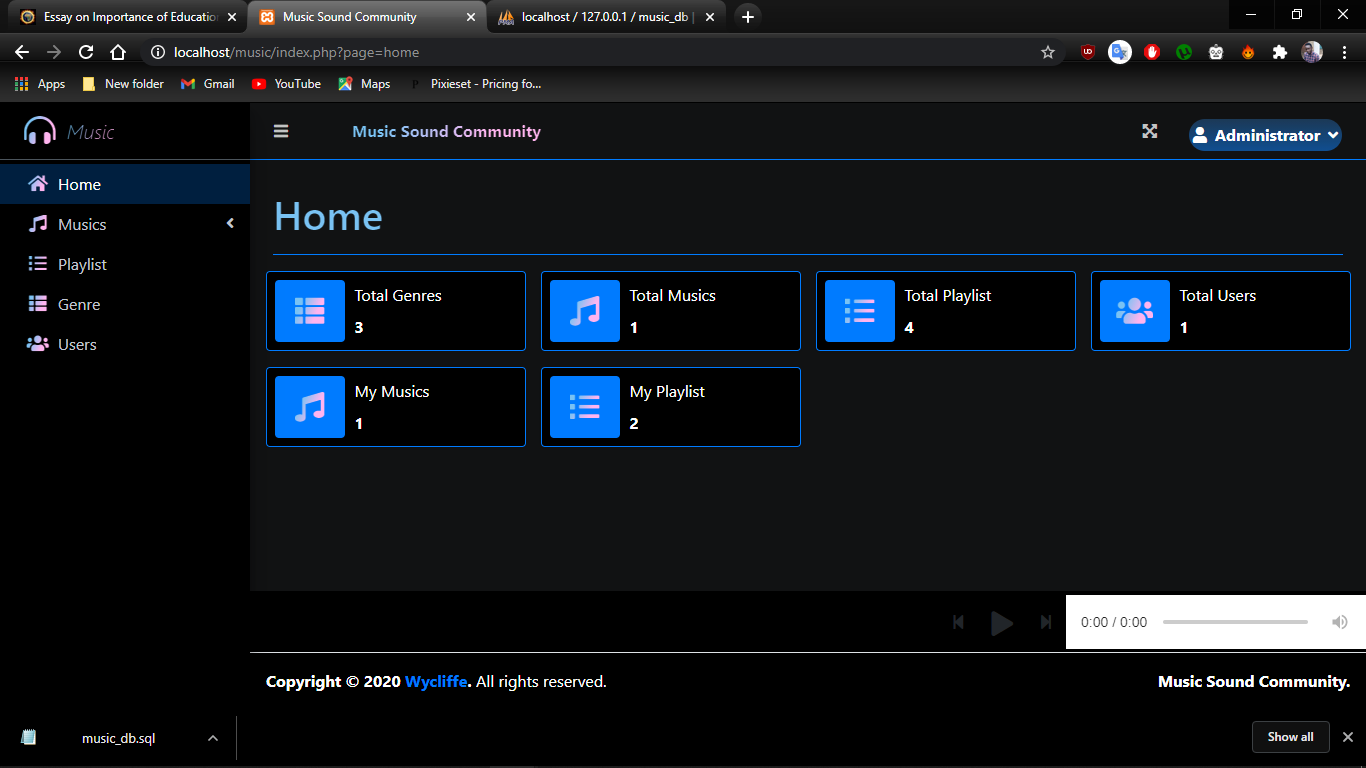 Essay on Importance of Education
Music Sound Community
localhost / 127.0.0.1 / music_db |
localhost/music/index.php?page=home
Apps
New folder
Gmail
YouTube
Maps
Pixieset - Pricing fo...
Music
Music Sound Community
Administrator
Home
Musics
Playlist
Genre
Users
Home
Total Genres
3
Total Musics
1
Total Playlist
4
Total Users
1
My Musics
1
My Playlist
2
0:00 / 0:00
Copyright © 2020 Wycliffe. All rights reserved.
Music Sound Community.
music_db.sql
Show all